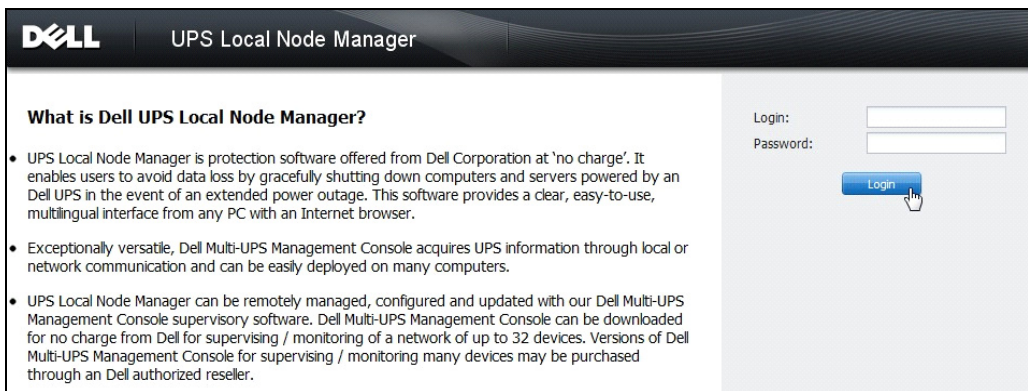 DELL UPS Local Node Manager
What is Dell UPS Local Node Manager?
Login:
Password:
Login
• UPS Local Node Manager is protection software offered from Dell Corporation at ‘no charge’. It
enables users to avoid data loss by gracefully shutting down computers and servers powered by an
Dell UPS in the event of an extended power outage. This software provides a clear, easy-to-use,
multilingual interface from any PC with an Internet browser.
• Exceptionally versatile, Dell Multi-UPS Management Console acquires UPS information through local or
network communication and can be easily deployed on many computers.
• UPS Local Node Manager can be remotely managed, configured and updated with our Dell Multi-UPS
Management Console supervisory software. Dell Multi-UPS Management Console can be downloaded
for no charge from Dell for supervising / monitoring of a network of up to 32 devices. Versions of Dell
Multi-UPS Management Console for supervising / monitoring many devices may be purchased
through an Dell authorized reseller.